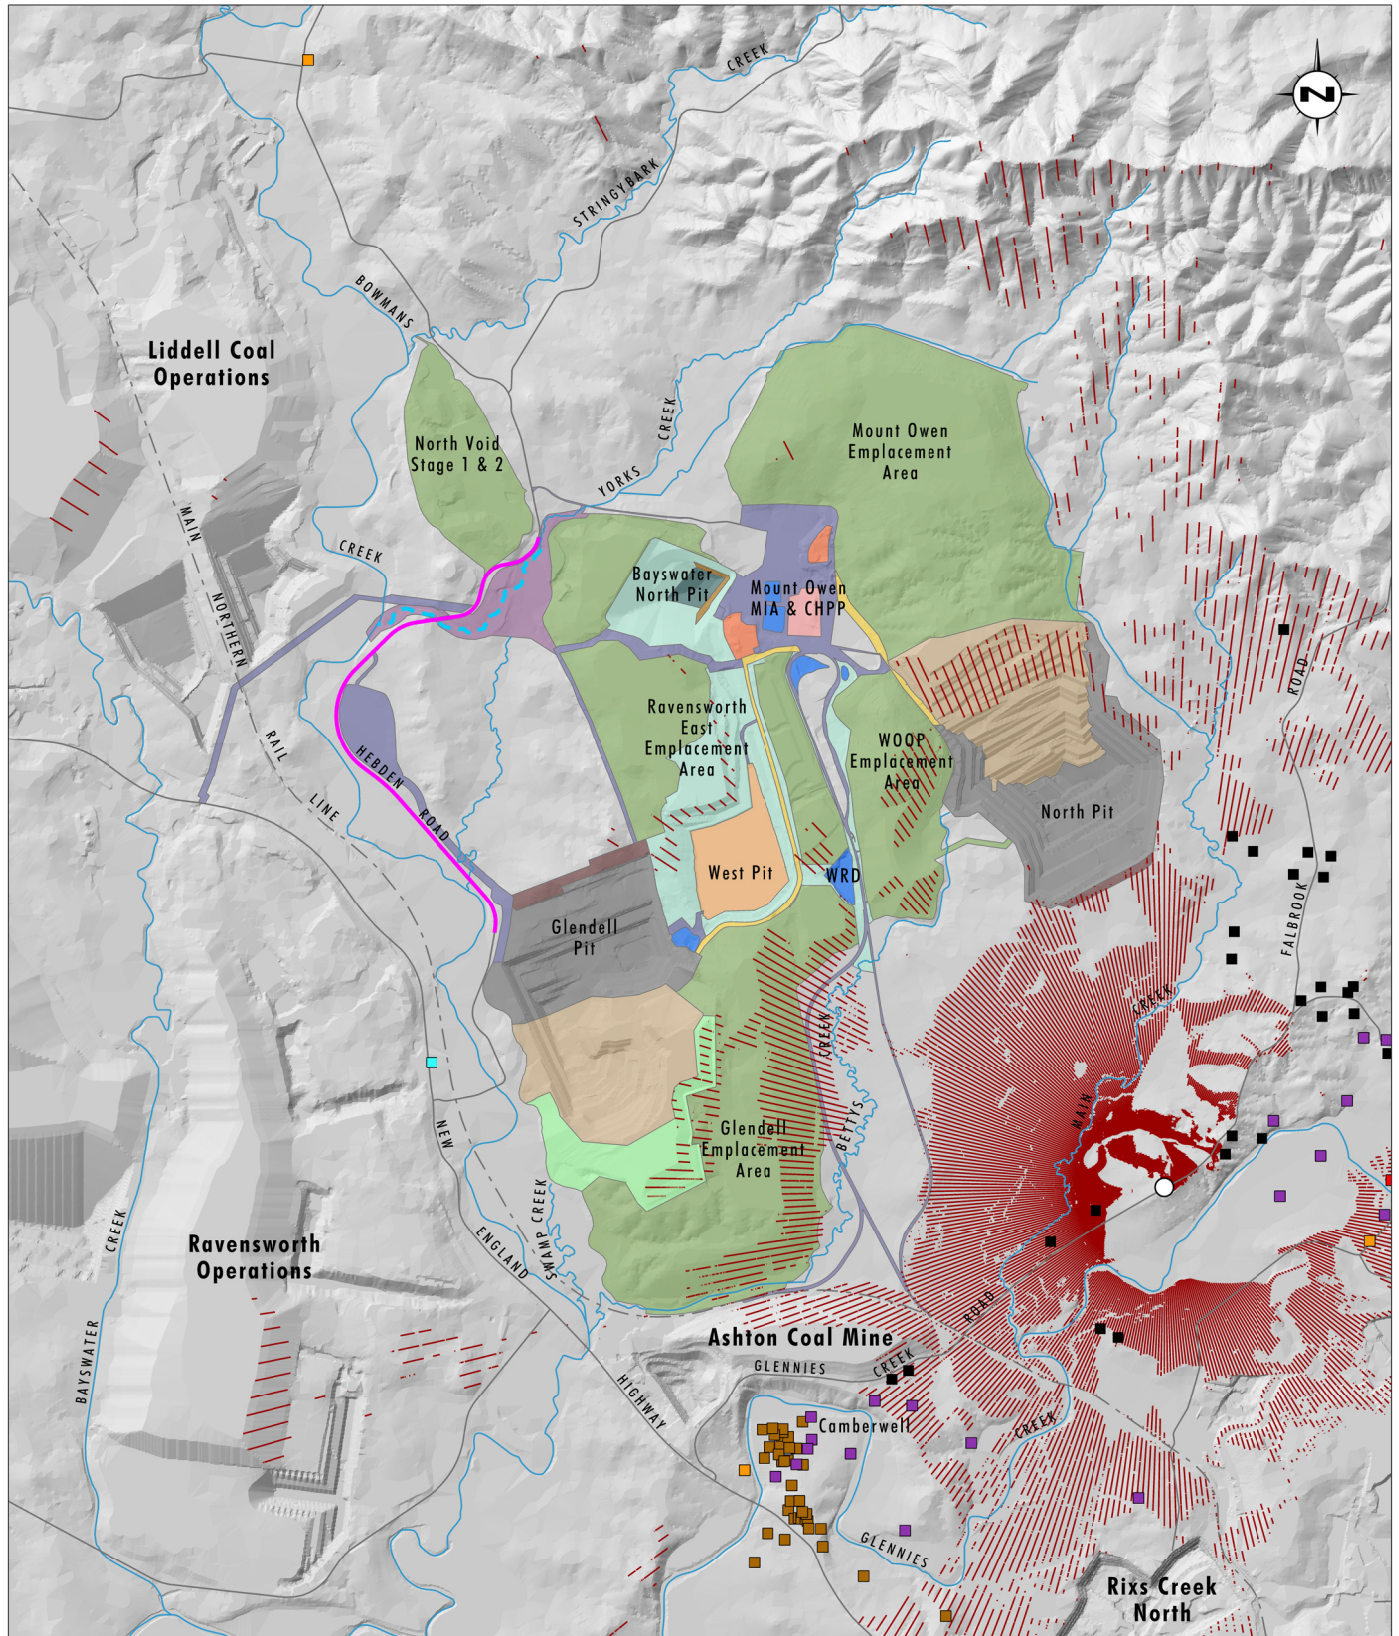 CREEK
N
STRINGYBARK
BOWMANS
Liddell Coal
Operations
CREEK
North Void
Stage 1 & 2
Mount Owen
Emplacement
Area
YORKS
MAIN
CREEK
NORTHERN
Bayswater
North Pit
Mount Owen
MIA & CHPP
ROAD
RAIL
Ravensworth
East
Emplacement
Area
WOOP
Emplacement
Area
HEBDEN
LINE
ROAD
North Pit
West Pit
WRD
Glendell
Pit
FALBROOK
CREEK
CREEK
MAIN
NEW
BETTYS
Glendell
Emplacement
Area
SWAMP CREEK
CREEK
Ravensworth
Operations
ENGLAND
ROAD
Ashton Coal Mine
GLENNIES
CREEK
BAYSWATER
HIGHWAY
Camberwell
CREEK
GLENNIES
Rixs Creek
North